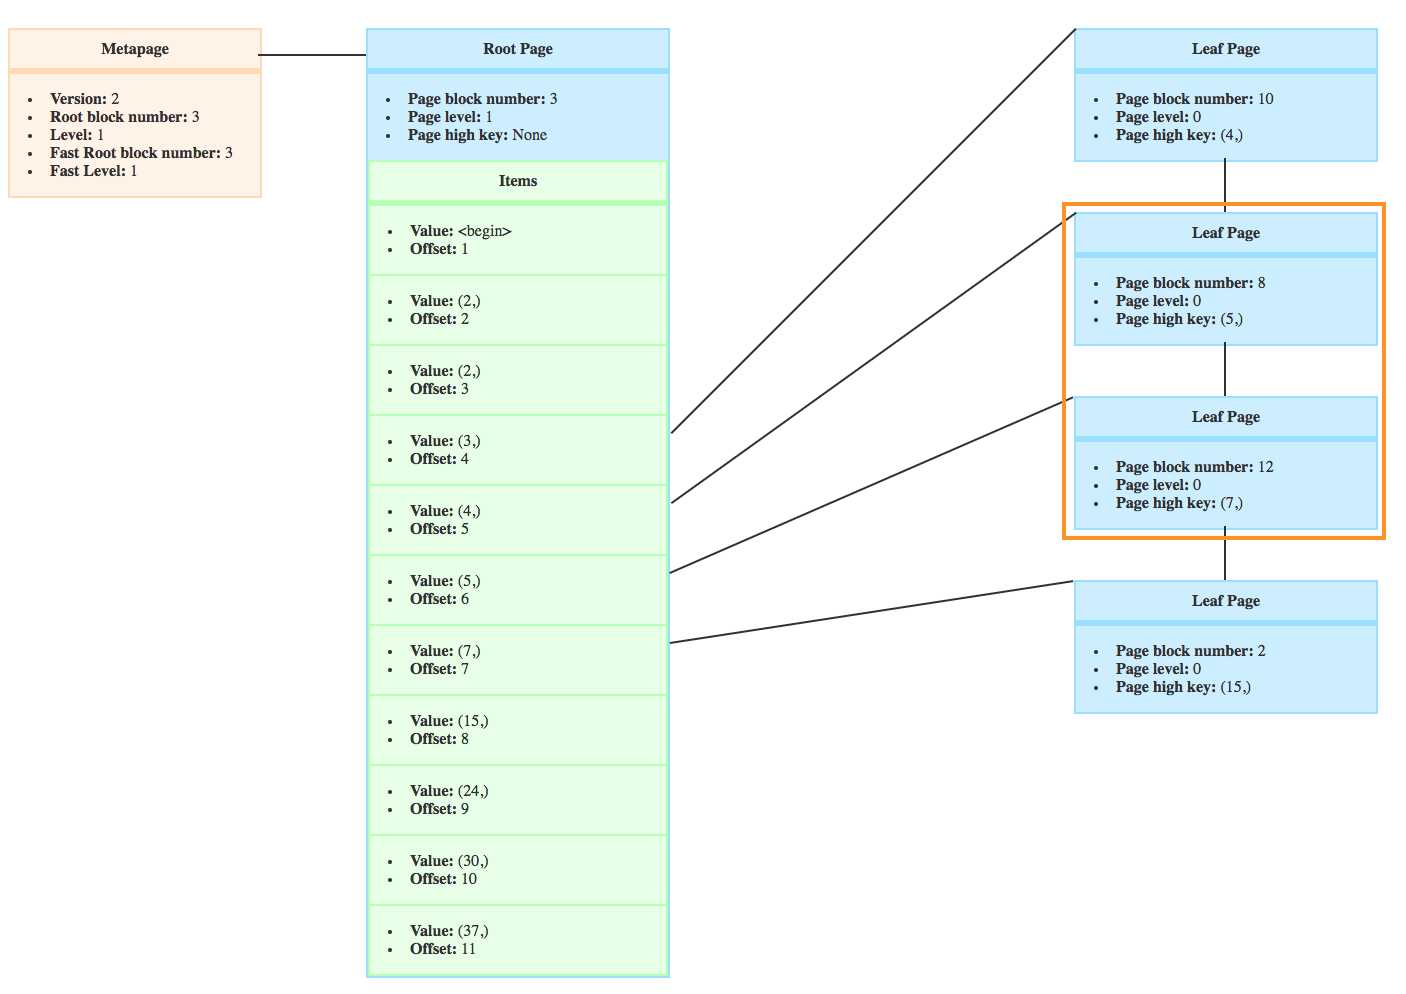 Metapage
Version: 2
Root block number: 3
Level: 1
Fast Root block number: 3
Fast Level: 1
Root Page
Page block number: 3
Page level: 1
Page high key: None
Items
Value: <begin>
Offset: 1
Value: (2,)
Offset: 2
Value: (2,)
Offset: 3
Value: (3,)
Offset: 4
Value: (4,)
Offset: 5
Value: (5,)
Offset: 6
Value: (7,)
Offset: 7
Value: (15,)
Offset: 8
Value: (24,)
Offset: 9
Value: (30,)
Offset: 10
Value: (37,)
Offset: 11
Leaf Page
Page block number: 10
Page level: 0
Page high key: (4,)
Leaf Page
Page block number: 8
Page level: 0
Page high key: (5,)
Leaf Page
Page block number: 12
Page level: 0
Page high key: (7,)
Leaf Page
Page block number: 2
Page level: 0
Page high key: (15,)